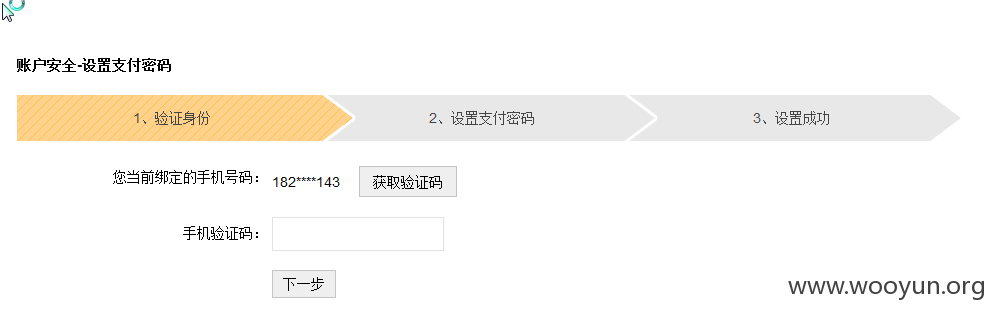 账户安全-设置支付密码
1、验证身份 2、设置支付密码 3、设置成功
您当前绑定的手机号码： 182****143 获取验证码
手机验证码：
下一步
www.wooyun.org